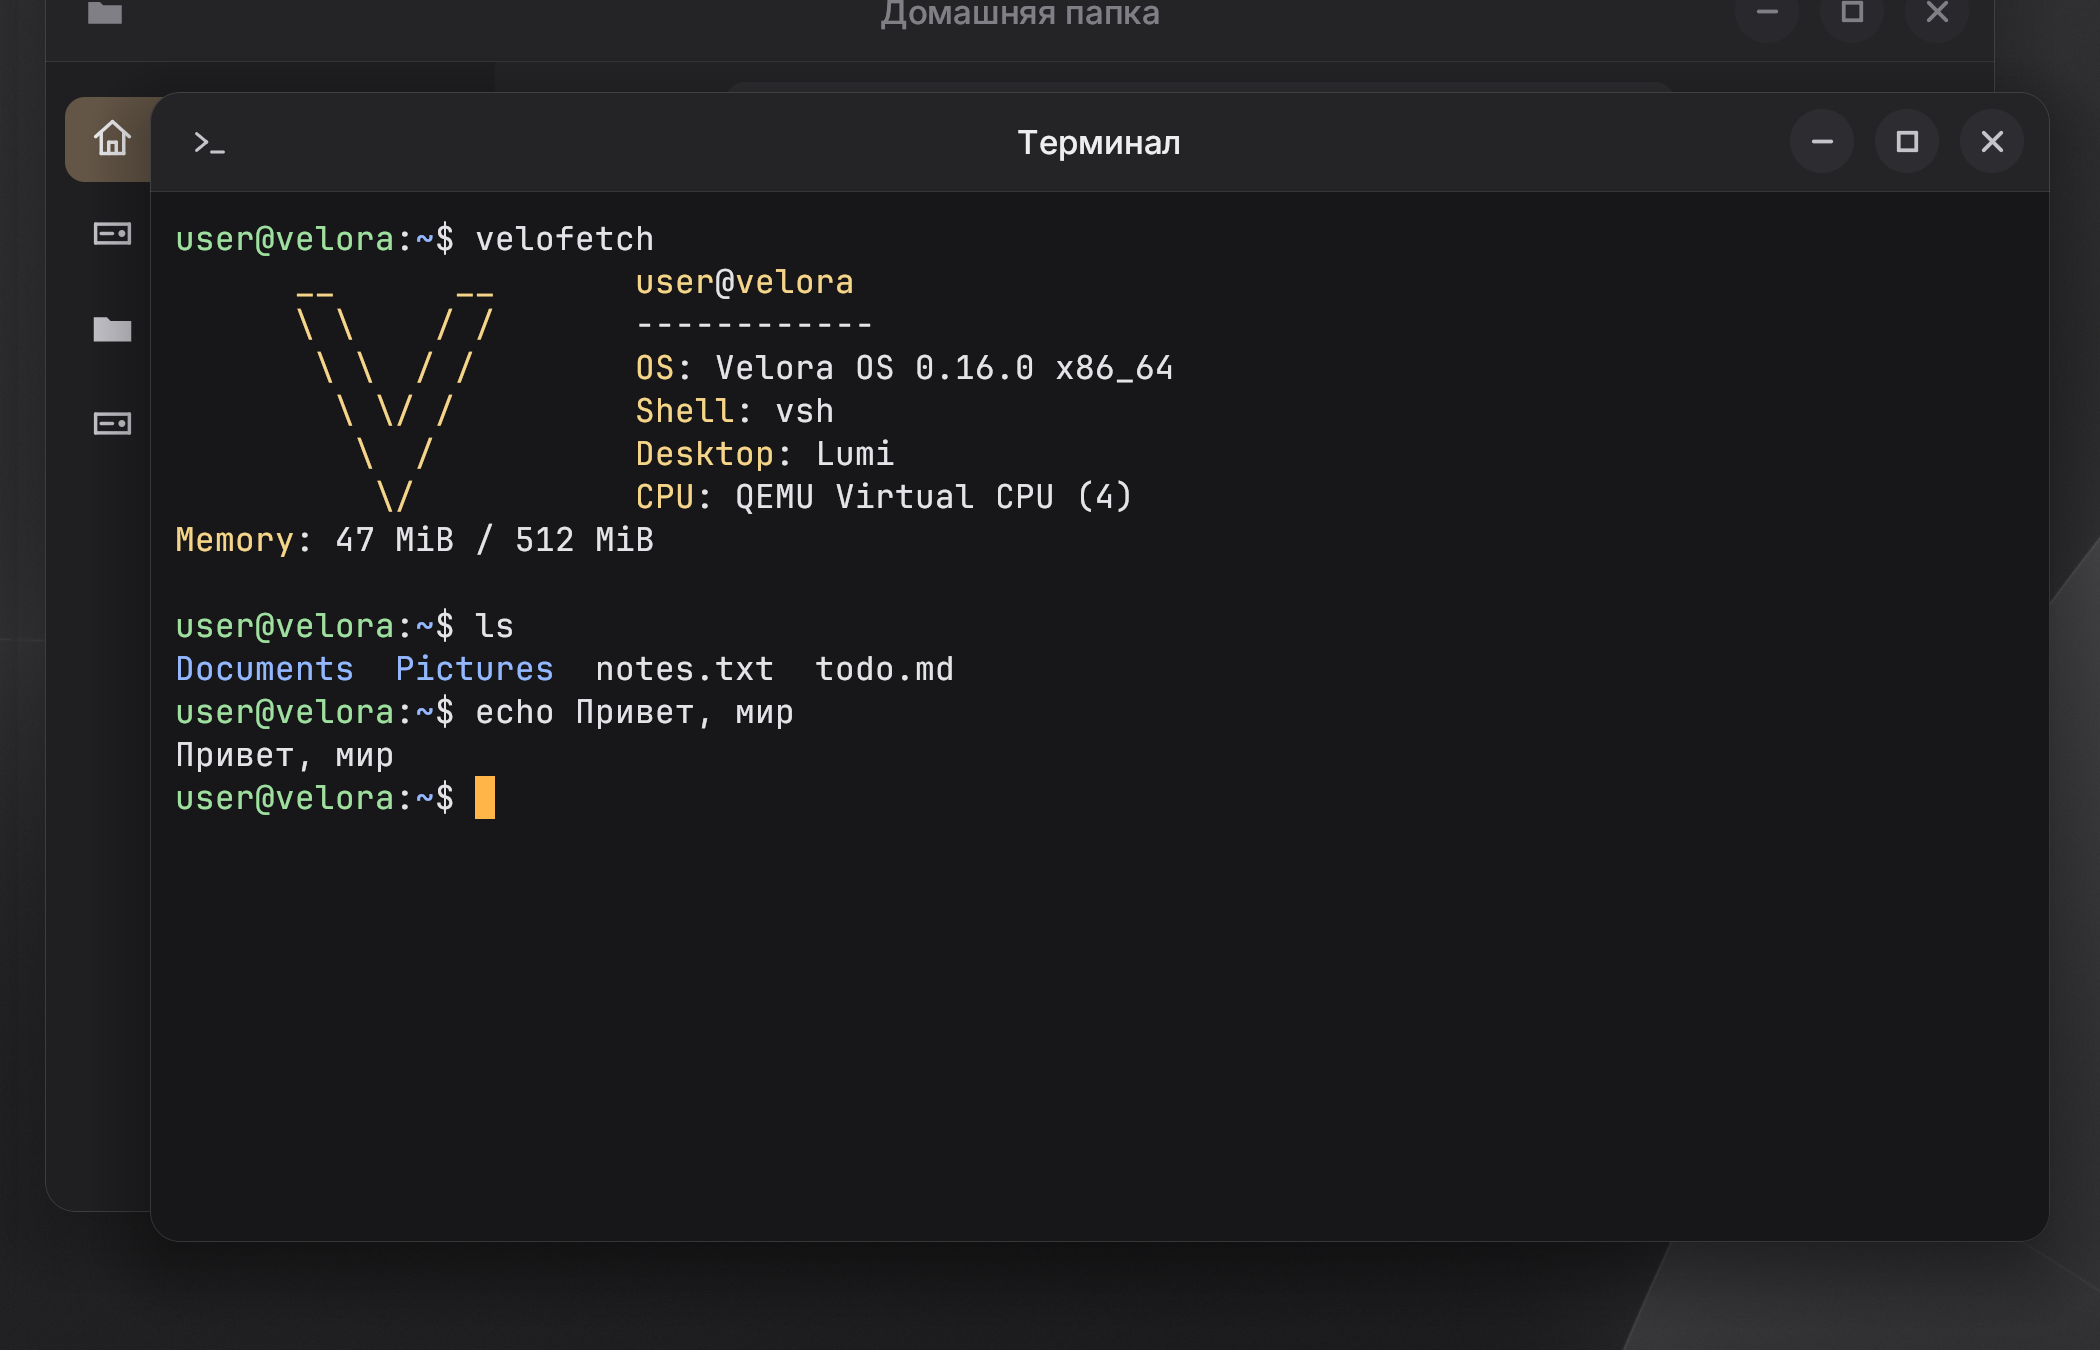 Домашняя папка
Терминал
user@velora:~$ velofetch
 __      __       user@velora
 \ \    / /       ------------
  \ \  / /        OS: Velora OS 0.16.0 x86_64
   \ \/ /         Shell: vsh
    \  /          Desktop: Lumi
     \/           CPU: QEMU Virtual CPU (4)
Memory: 47 MiB / 512 MiB
user@velora:~$ ls
Documents  Pictures  notes.txt  todo.md
user@velora:~$ echo Привет, мир
Привет, мир
user@velora:~$